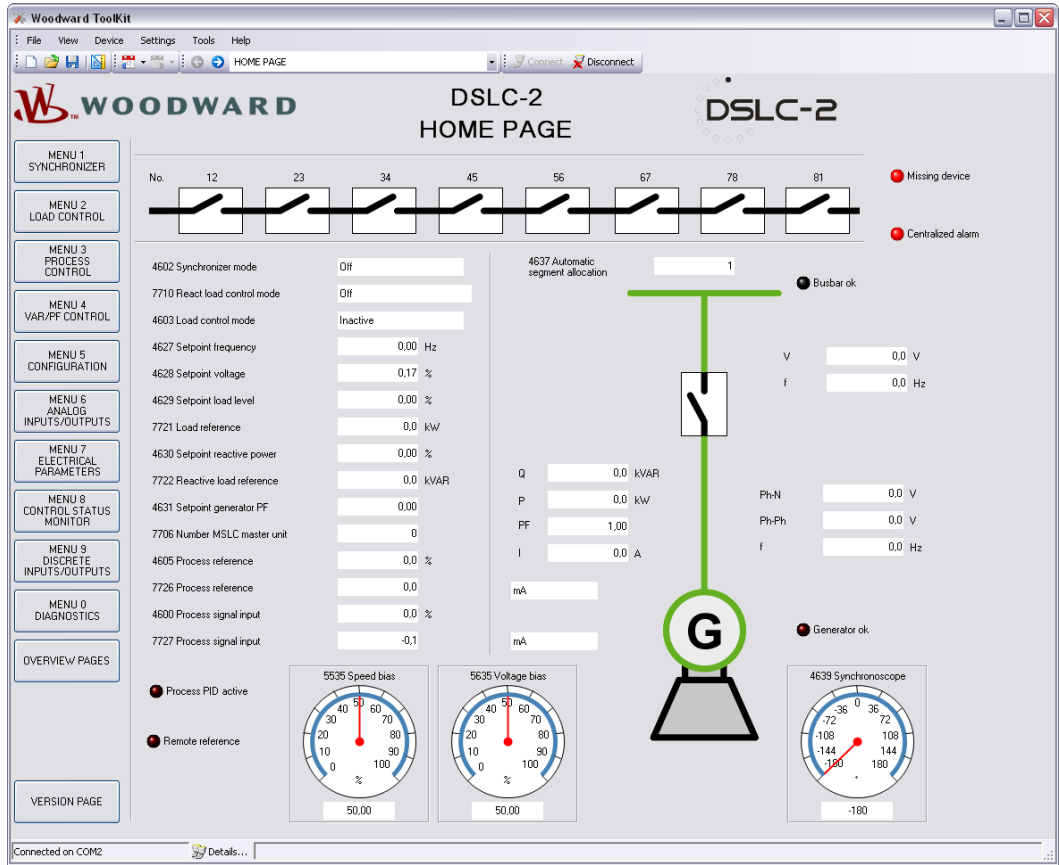 Woodward ToolKit
File View Device Settings Tools Help
HOME PAGE Connect Disconnect
WOODWARD
DSLC-2
HOME PAGE
DSLC-2
MENU 1
SYNCHRONIZER
MENU 2
LOAD CONTROL
MENU 3
PROCESS
CONTROL
MENU 4
VAR/PF CONTROL
MENU 5
CONFIGURATION
MENU 6
ANALOG
INPUTS/OUTPUTS
MENU 7
ELECTRICAL
PARAMETERS
MENU 8
CONTROL STATUS
MONITOR
MENU 9
DISCRETE
INPUTS/OUTPUTS
MENU 0
DIAGNOSTICS
OVERVIEW PAGES
VERSION PAGE
No. 12 23 34 45 56 67 78 81
Missing device
Centralized alarm
4602 Synchronizer mode Off
7710 React load control mode Off
4603 Load control mode Inactive
4627 Setpoint frequency 0,00 Hz
4628 Setpoint voltage 0,17 %
4629 Setpoint load level 0,00 %
7721 Load reference 0,0 kW
4630 Setpoint reactive power 0,00 %
7722 Reactive load reference 0,0 kVAR
4631 Setpoint generator PF 0,00
7706 Number MSLC master unit 0
4605 Process reference 0,0 %
7726 Process reference 0,0 mA
4600 Process signal input 0,0 %
7727 Process signal input -0,1 mA
4637 Automatic
segment allocation 1
Busbar ok
V 0,0 V
f 0,0 Hz
Q 0,0 kVAR
P 0,0 kW
PF 1,00
I 0,0 A
Ph-N 0,0 V
Ph-Ph 0,0 V
f 0,0 Hz
G
Generator ok
Process PID active
Remote reference
5535 Speed bias
0 10 20 30 40 50 60 70 80 90 100
%
50,00
5635 Voltage bias
0 10 20 30 40 50 60 70 80 90 100
%
50,00
4639 Synchronoscope
-180 -144 -108 -72 -36 0 36 72 108 144 180
°
-180
Connected on COM2 Details...